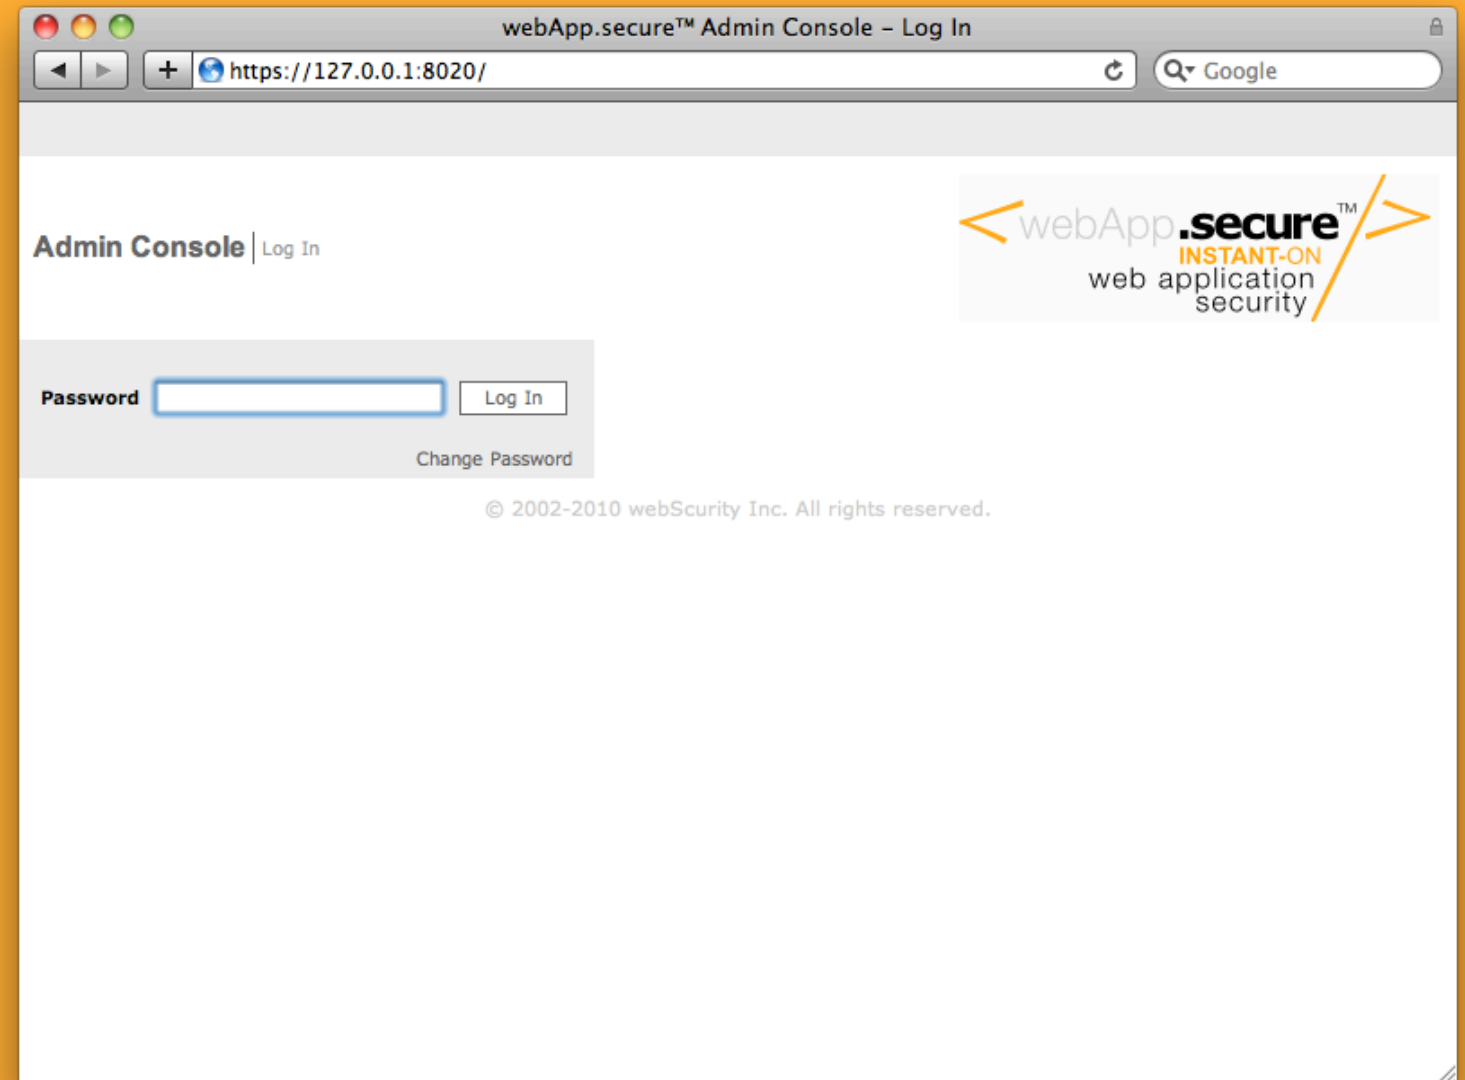 webApp.secure™ Admin Console – Log In
https://127.0.0.1:8020/
Google
Admin Console Log In
<webApp.secure™/>
INSTANT-ON
web application
security
Password
Log In
Change Password
© 2002-2010 webScurity Inc. All rights reserved.